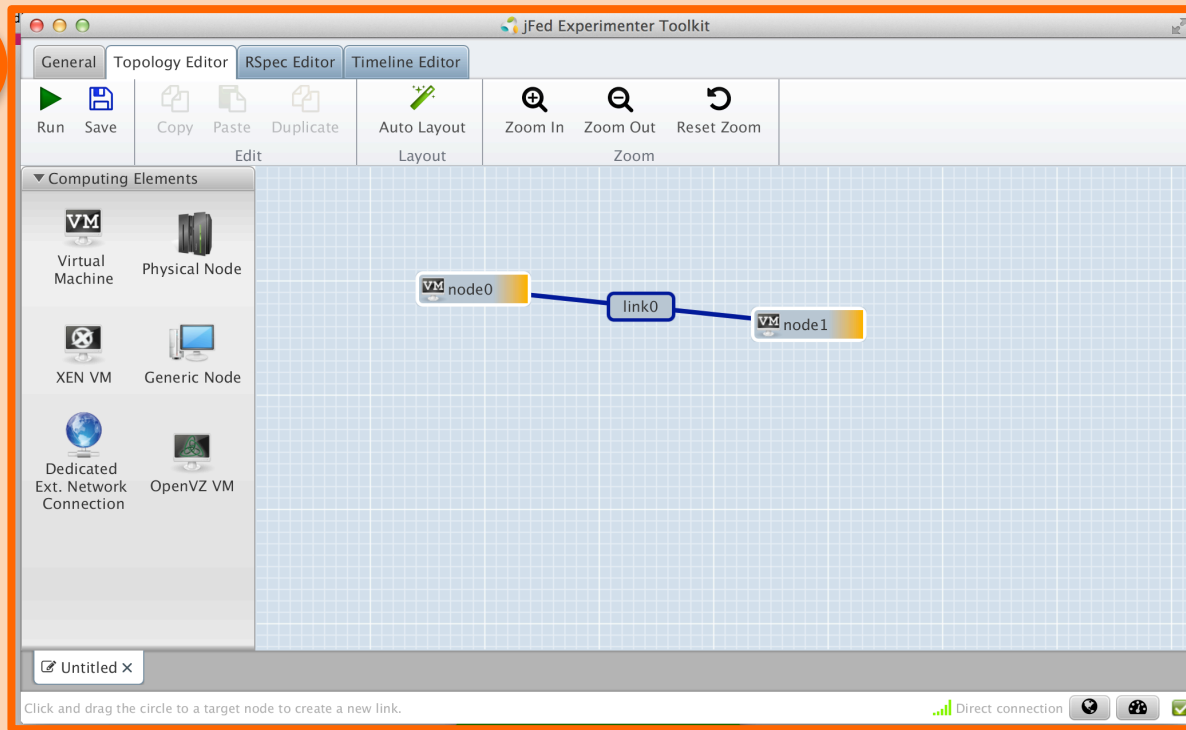 jFed Experimenter Toolkit
General Topology Editor RSpec Editor Timeline Editor
Run Save Copy Paste Duplicate Auto Layout Zoom In Zoom Out Reset Zoom
Edit Layout Zoom
Computing Elements
VM
Virtual
Machine
Physical Node
XEN VM
Generic Node
Dedicated
Ext. Network
Connection
OpenVZ VM
VM node0
link0
VM node1
Untitled
Click and drag the circle to a target node to create a new link.
Direct connection